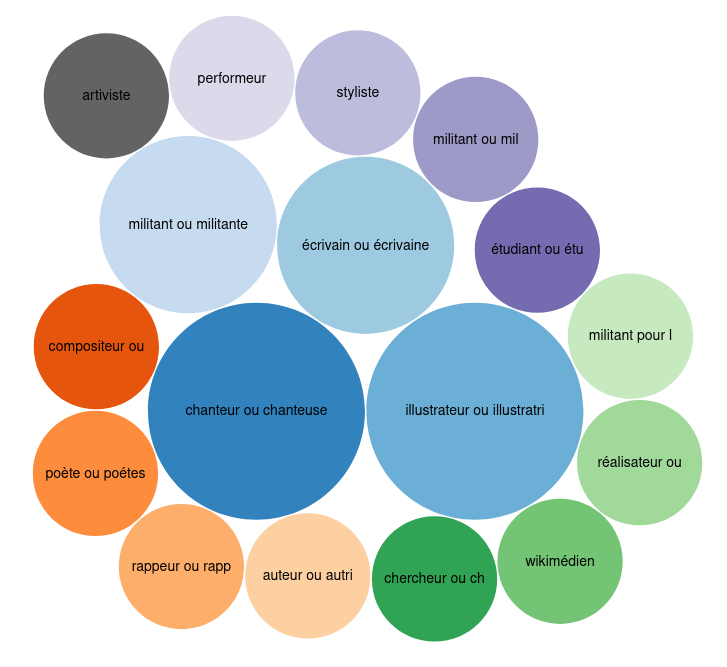 performeur
styliste
artiviste
militant ou mil
militant ou militante
écrivain ou écrivaine
étudiant ou étu
militant pour l
compositeur ou
chanteur ou chanteuse
illustrateur ou illustratri
réalisateur ou
poète ou poétes
wikimédien
rappeur ou rapp
auteur ou autri
chercheur ou ch